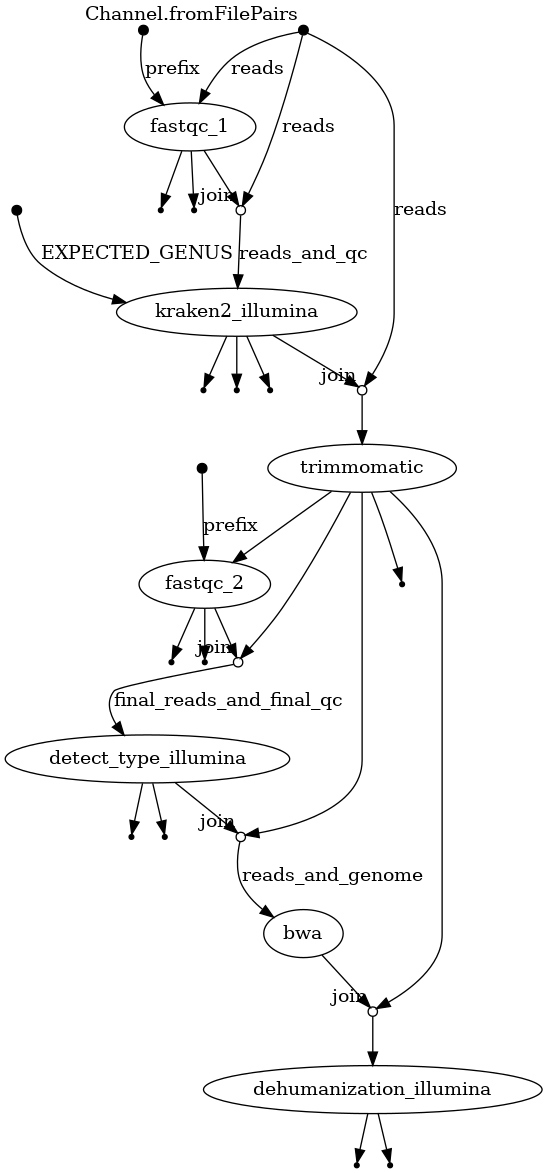 Channel.fromFilePairs
prefix
reads
reads
fastqc_1
join
reads
EXPECTED_GENUS
reads_and_qc
kraken2_illumina
join
trimmomatic
prefix
fastqc_2
join
final_reads_and_final_qc
detect_type_illumina
join
reads_and_genome
bwa
join
dehumanization_illumina